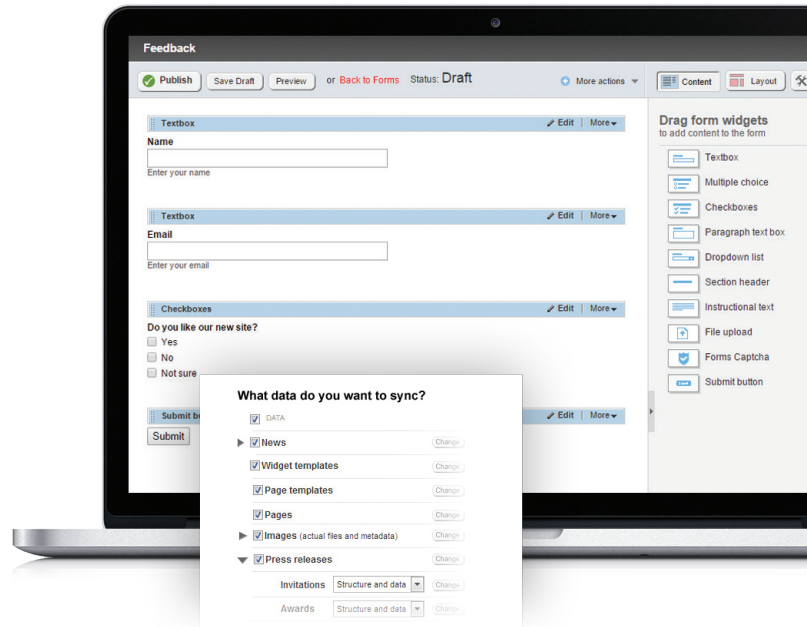 Feedback
Publish Save Draft Preview or Back to Forms Status: Draft More actions Content Layout
Textbox Edit | More
Name
Enter your name
Textbox Edit | More
Email
Enter your email
Checkboxes Edit | More
Do you like our new site?
Yes
No
Not sure
Submit bu Edit | More
Submit
Drag form widgets
to add content to the form
Textbox
Multiple choice
Checkboxes
Paragraph text box
Dropdown list
Section header
Instructional text
File upload
Forms Captcha
Submit button
What data do you want to sync?
DATA
News Change
Widget templates Change
Page templates Change
Pages Change
Images (actual files and metadata) Change
Press releases Change
Invitations Structure and data Change
Awards Structure and data Change